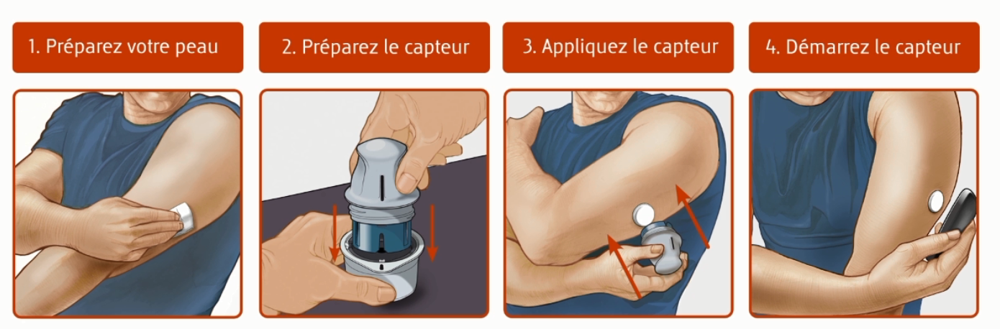 1. Préparez votre peau
2. Préparez le capteur
3. Appliquez le capteur
4. Démarrez le capteur